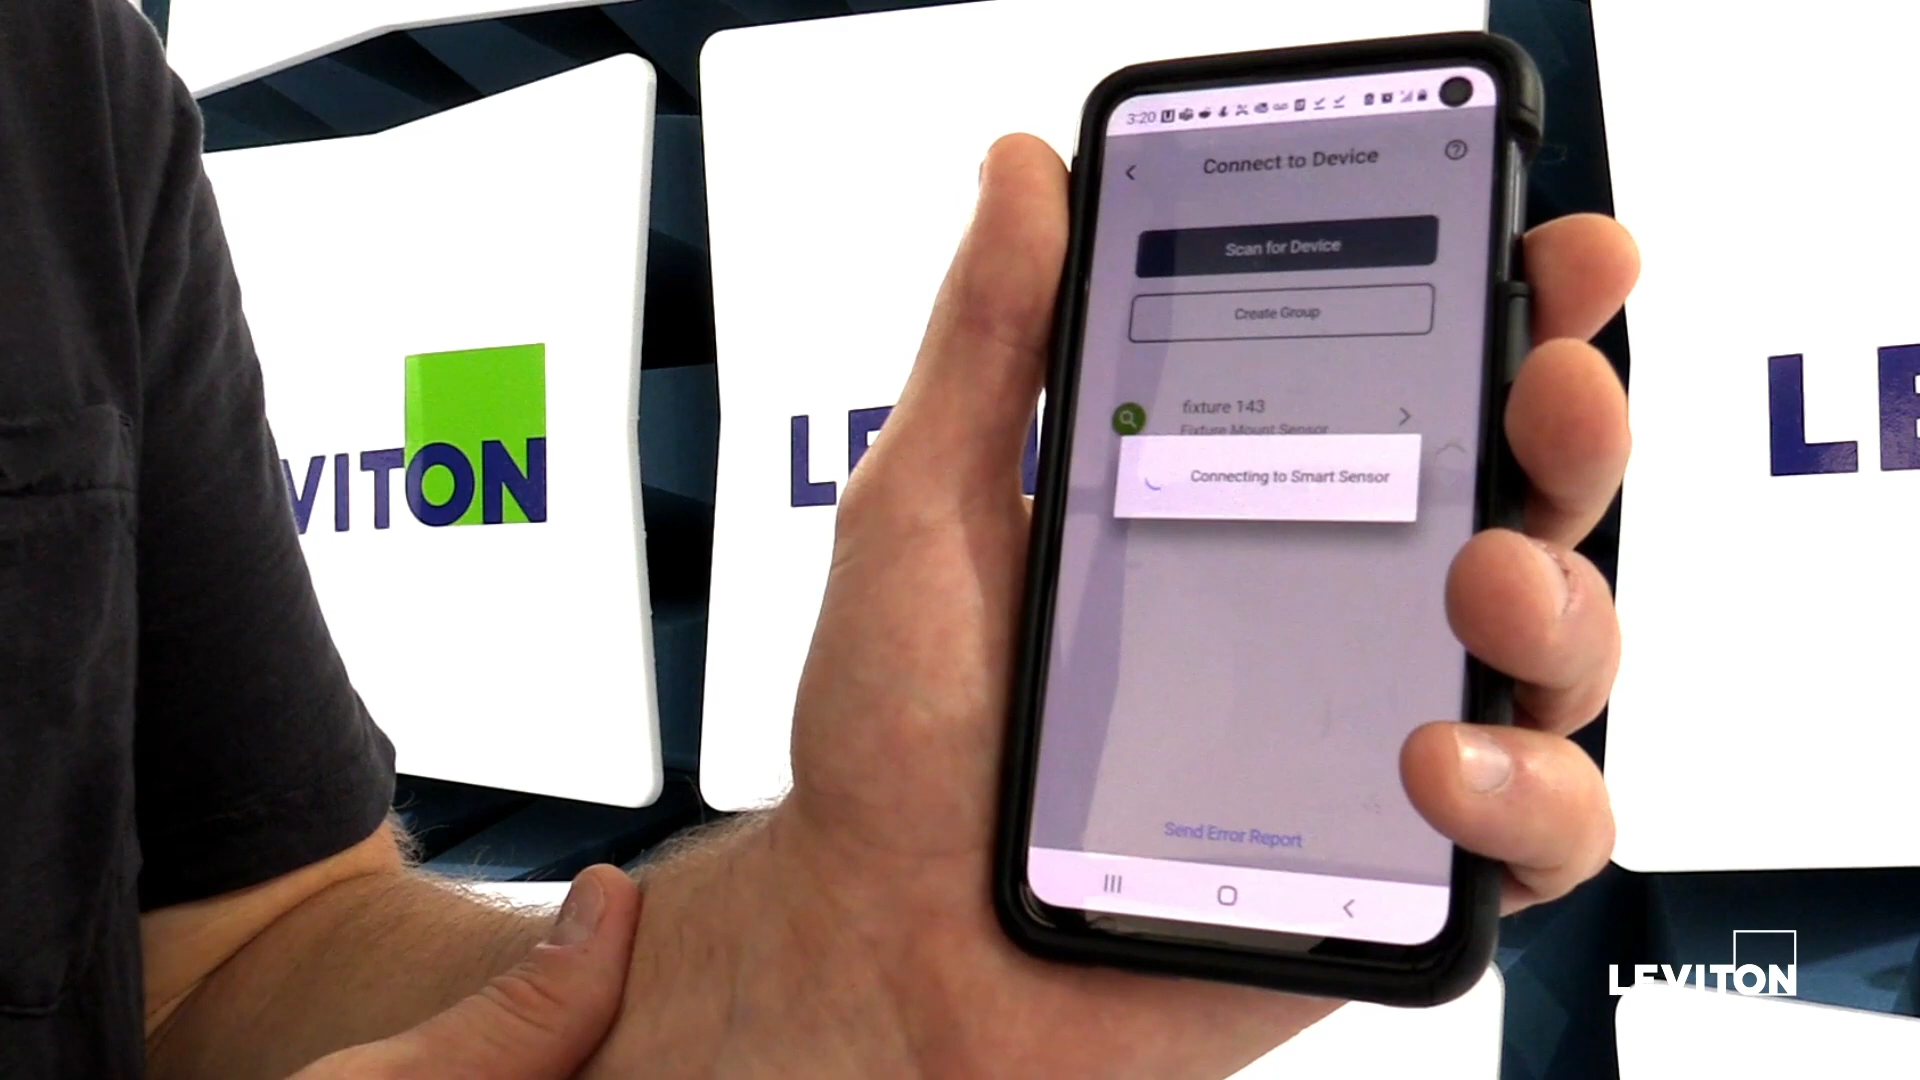 3:20
Connect to Device
Scan for Device
Create Group
fixture 143
Fixture Mount Sensor
Connecting to Smart Sensor
Send Error Report
VITON
LE
LE
LEVITON